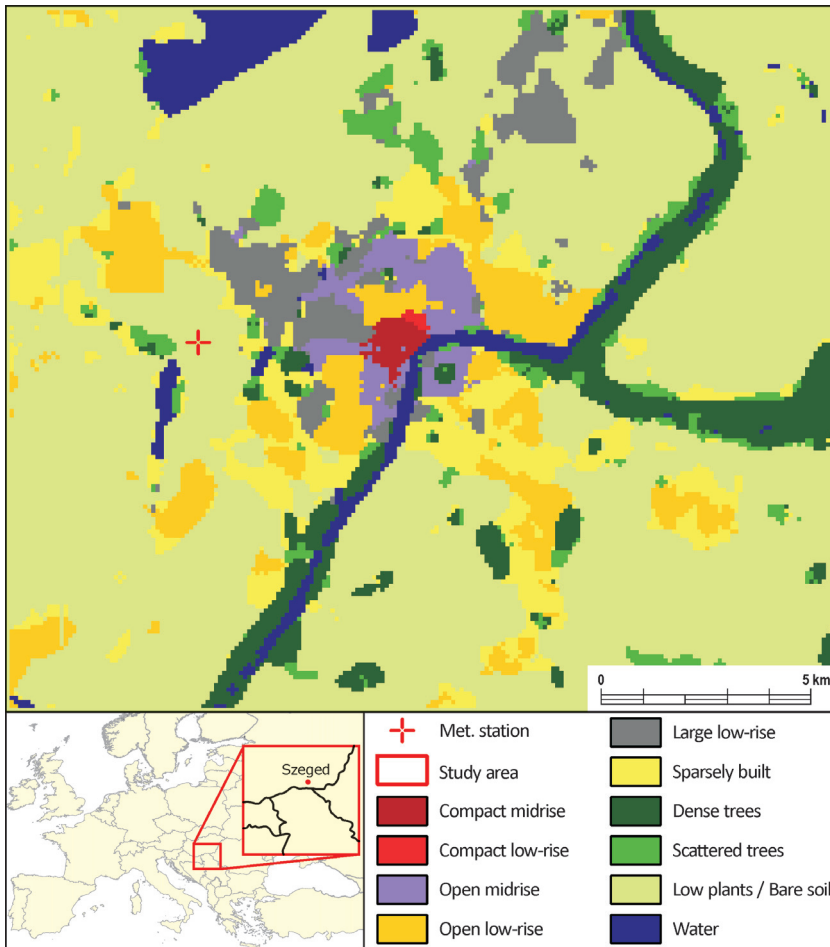 0 5 km
Szeged
Met. station
Study area
Compact midrise
Compact low-rise
Open midrise
Open low-rise
Large low-rise
Sparsely built
Dense trees
Scattered trees
Low plants / Bare soil
Water